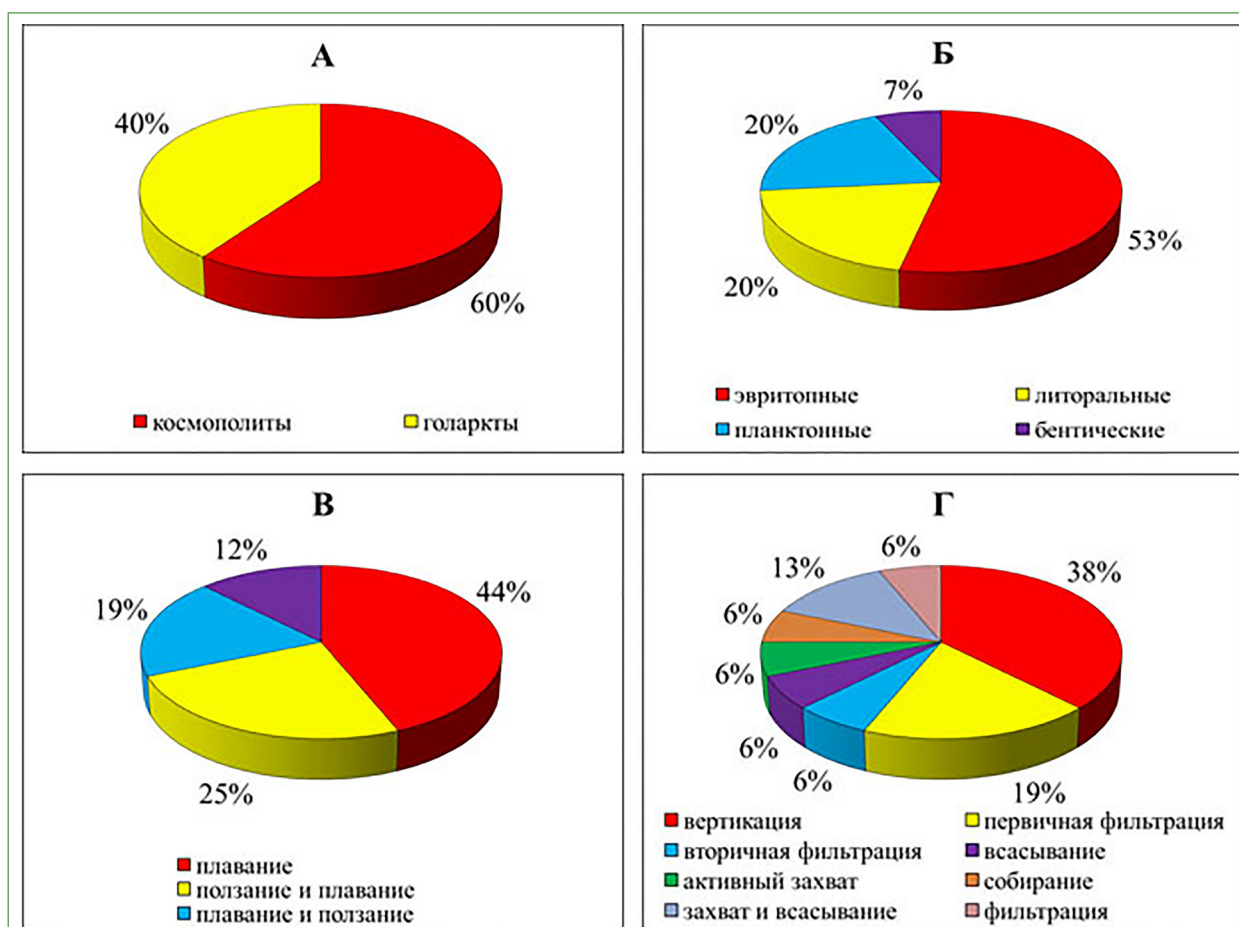 А
40%
60%
космополиты голаркты
Б
7%
20%
53%
20%
эвритопные литоральные
планктонные бентические
В
12%
44%
19%
25%
плавание
ползание и плавание
плавание и ползание
Г
6%
13%
38%
6%
6%
6%
6%
19%
вертикация первичная фильтрация
вторичная фильтрация всасывание
активный захват собирание
захват и всасывание фильтрация